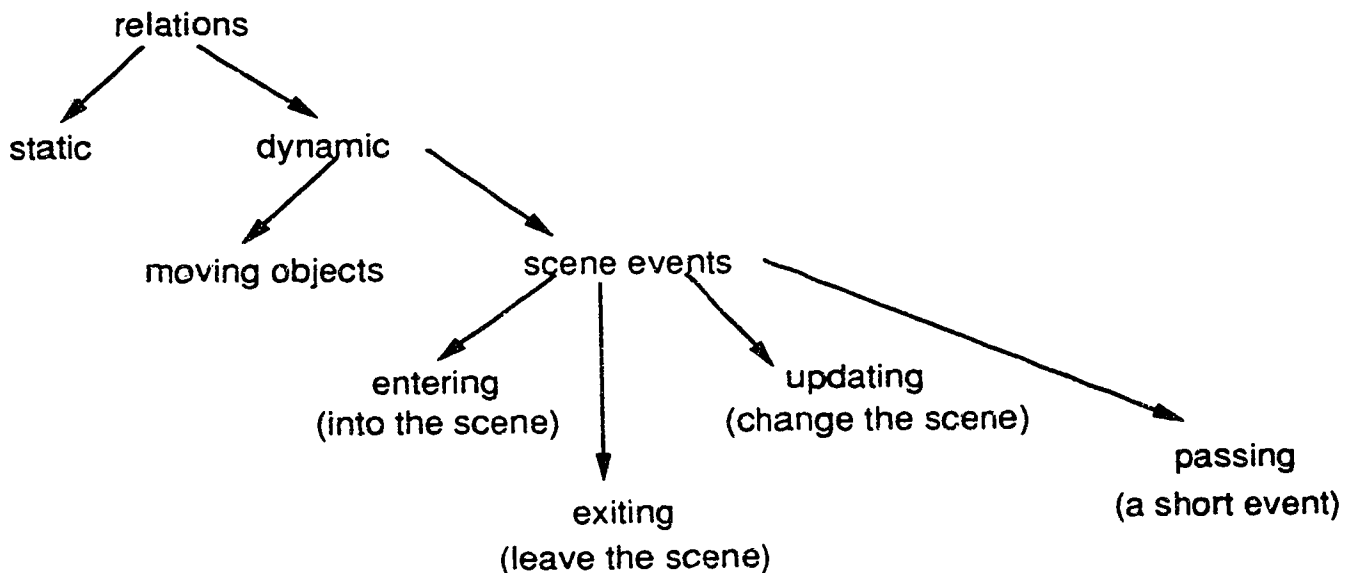 relations
static
dynamic
moving objects
scene events
entering
(into the scene)
updating
(change the scene)
passing
(a short event)
exiting
(leave the scene)